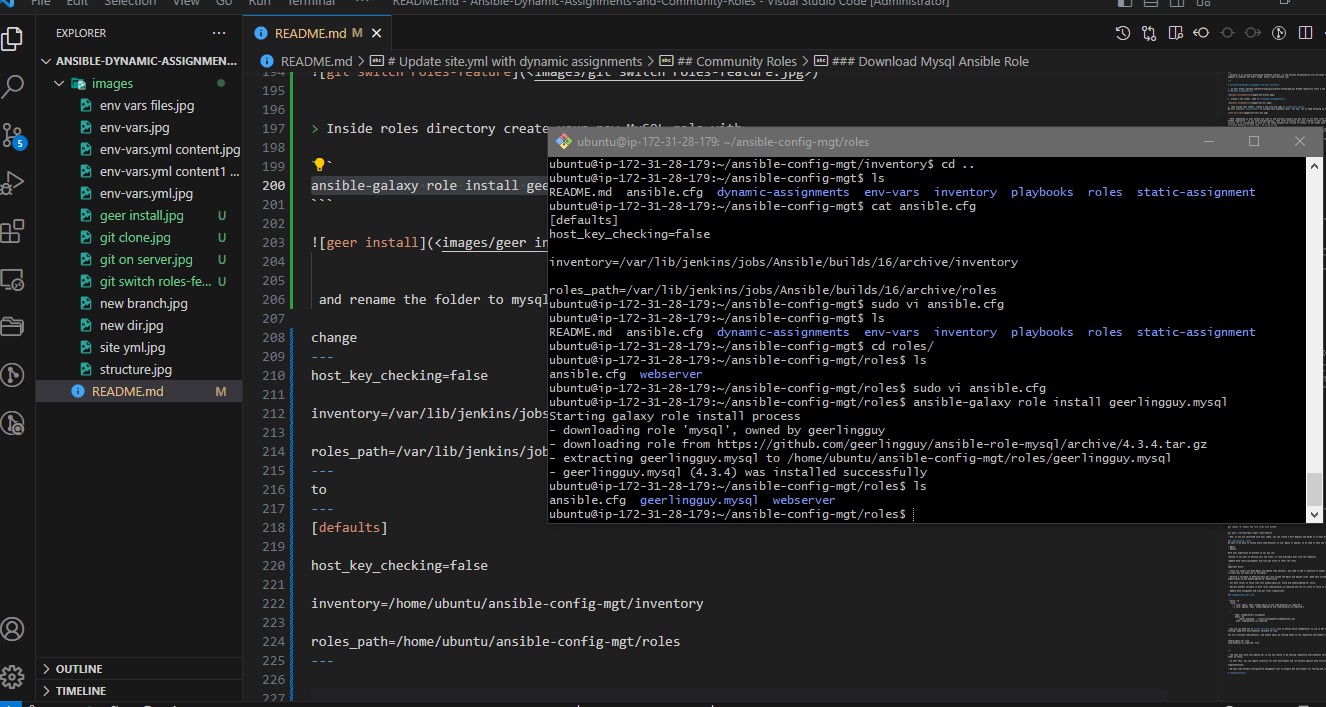 File Edit Selection View Go Run Terminal ... README.md - Ansible-Dynamic-Assignments-and-Community-Roles - Visual Studio Code [Administrator]
EXPLORER ...
ANSIBLE-DYNAMIC-ASSIGNMEN...
images
env vars files.jpg
env-vars.jpg
env-vars.yml content.jpg
env-vars.yml content1 ...
env-vars.yml.jpg
geer install.jpg U
git clone.jpg U
git on server.jpg U
git switch roles-fe... U
new branch.jpg
new dir.jpg
site yml.jpg
structure.jpg
README.md M
OUTLINE
TIMELINE
5
README.md M
README.md > # Update site.yml with dynamic assignments > ## Community Roles > ### Download Mysql Ansible Role
194 ![git switch roles-feature](<images/git switch roles-feature.jpg>)
195
196
197 > Inside roles directory create your new MySQL role with
198
199 `
200 ansible-galaxy role install gee
201 ```
202
203 ![geer install](<images/geer in
204
205
206 and rename the folder to mysql
207
208 change
209 ---
210 host_key_checking=false
211
212 inventory=/var/lib/jenkins/jobs
213
214 roles_path=/var/lib/jenkins/job
215 ---
216 to
217 ---
218 [defaults]
219
220 host_key_checking=false
221
222 inventory=/home/ubuntu/ansible-config-mgt/inventory
223
224 roles_path=/home/ubuntu/ansible-config-mgt/roles
225 ---
226
227
ubuntu@ip-172-31-28-179: ~/ansible-config-mgt/roles
ubuntu@ip-172-31-28-179:~/ansible-config-mgt/inventory$ cd ..
ubuntu@ip-172-31-28-179:~/ansible-config-mgt$ ls
README.md ansible.cfg dynamic-assignments env-vars inventory playbooks roles static-assignment
ubuntu@ip-172-31-28-179:~/ansible-config-mgt$ cat ansible.cfg
[defaults]
host_key_checking=false
inventory=/var/lib/jenkins/jobs/Ansible/builds/16/archive/inventory
roles_path=/var/lib/jenkins/jobs/Ansible/builds/16/archive/roles
ubuntu@ip-172-31-28-179:~/ansible-config-mgt$ sudo vi ansible.cfg
ubuntu@ip-172-31-28-179:~/ansible-config-mgt$ ls
README.md ansible.cfg dynamic-assignments env-vars inventory playbooks roles static-assignment
ubuntu@ip-172-31-28-179:~/ansible-config-mgt$ cd roles/
ubuntu@ip-172-31-28-179:~/ansible-config-mgt/roles$ ls
ansible.cfg webserver
ubuntu@ip-172-31-28-179:~/ansible-config-mgt/roles$ sudo vi ansible.cfg
ubuntu@ip-172-31-28-179:~/ansible-config-mgt/roles$ ansible-galaxy role install geerlingguy.mysql
Starting galaxy role install process
- downloading role 'mysql', owned by geerlingguy
- downloading role from https://github.com/geerlingguy/ansible-role-mysql/archive/4.3.4.tar.gz
- extracting geerlingguy.mysql to /home/ubuntu/ansible-config-mgt/roles/geerlingguy.mysql
- geerlingguy.mysql (4.3.4) was installed successfully
ubuntu@ip-172-31-28-179:~/ansible-config-mgt/roles$ ls
ansible.cfg geerlingguy.mysql webserver
ubuntu@ip-172-31-28-179:~/ansible-config-mgt/roles$